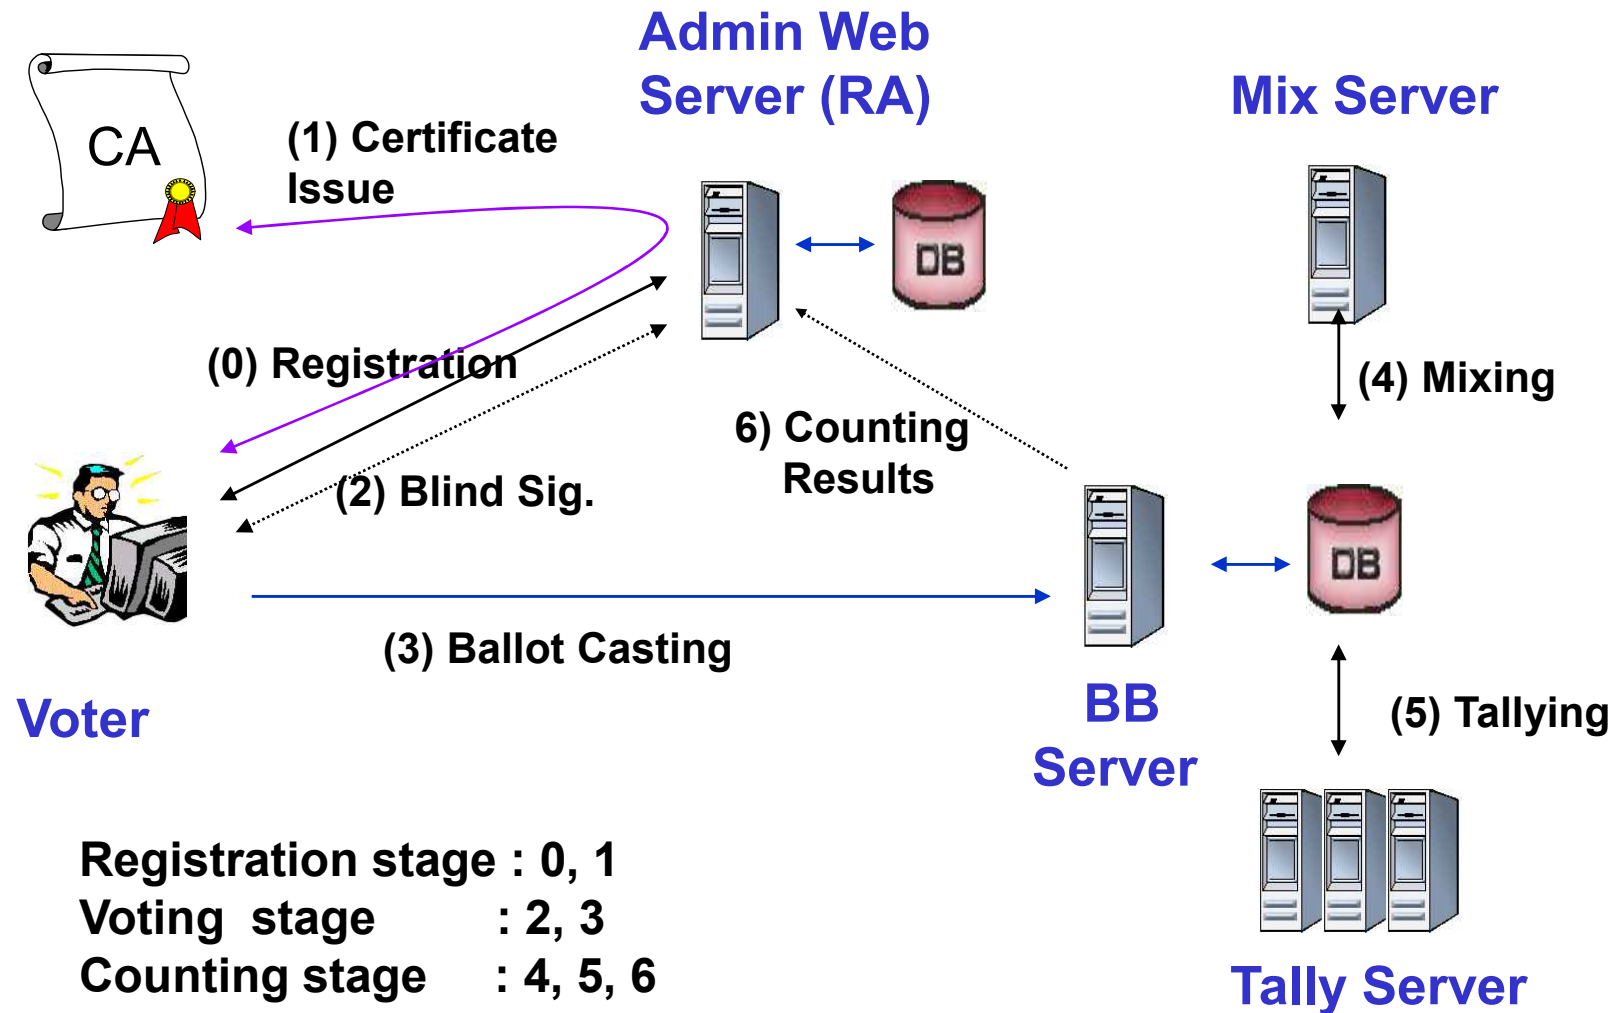 Admin Web
Server (RA)
Mix Server
CA
(1) Certificate
Issue
DB
(0) Registration
(4) Mixing
6) Counting
Results
(2) Blind Sig.
DB
(3) Ballot Casting
Voter
BB
Server
(5) Tallying
Registration stage : 0, 1
Voting stage : 2, 3
Counting stage : 4, 5, 6
Tally Server